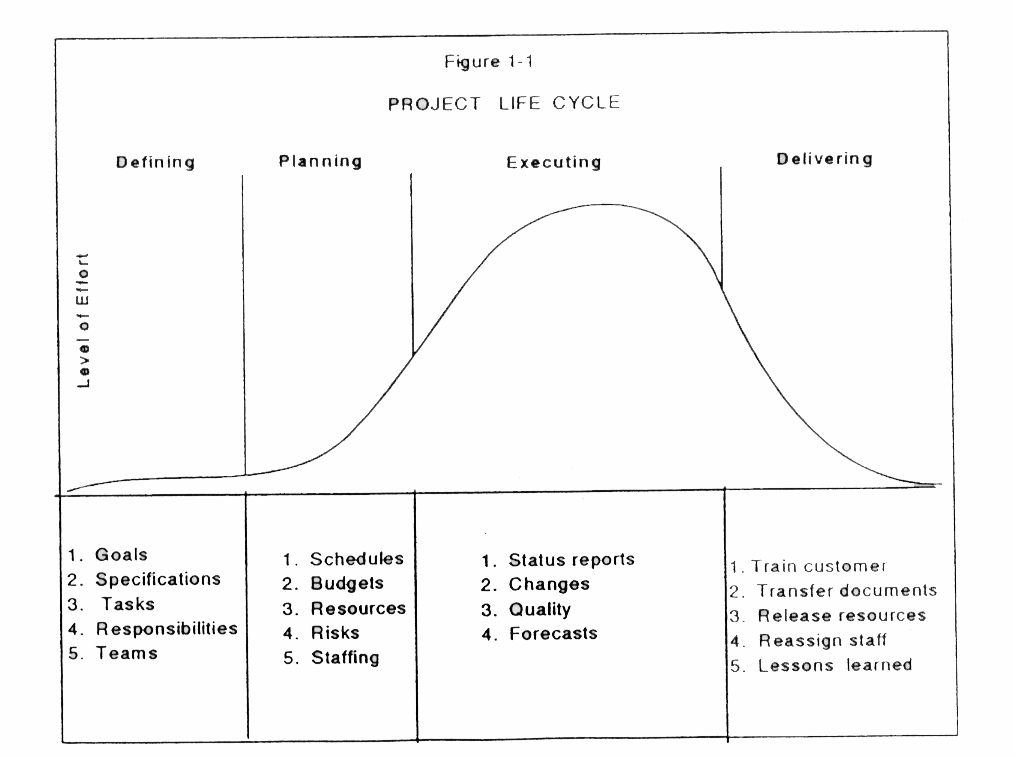 Figure 1-1
PROJECT LIFE CYCLE
Defining
Planning
Executing
Delivering
Level of Effort
1. Goals
2. Specifications
3. Tasks
4. Responsibilities
5. Teams
1. Schedules
2. Budgets
3. Resources
4. Risks
5. Staffing
1. Status reports
2. Changes
3. Quality
4. Forecasts
1. Train customer
2. Transfer documents
3. Release resources
4. Reassign staff
5. Lessons learned